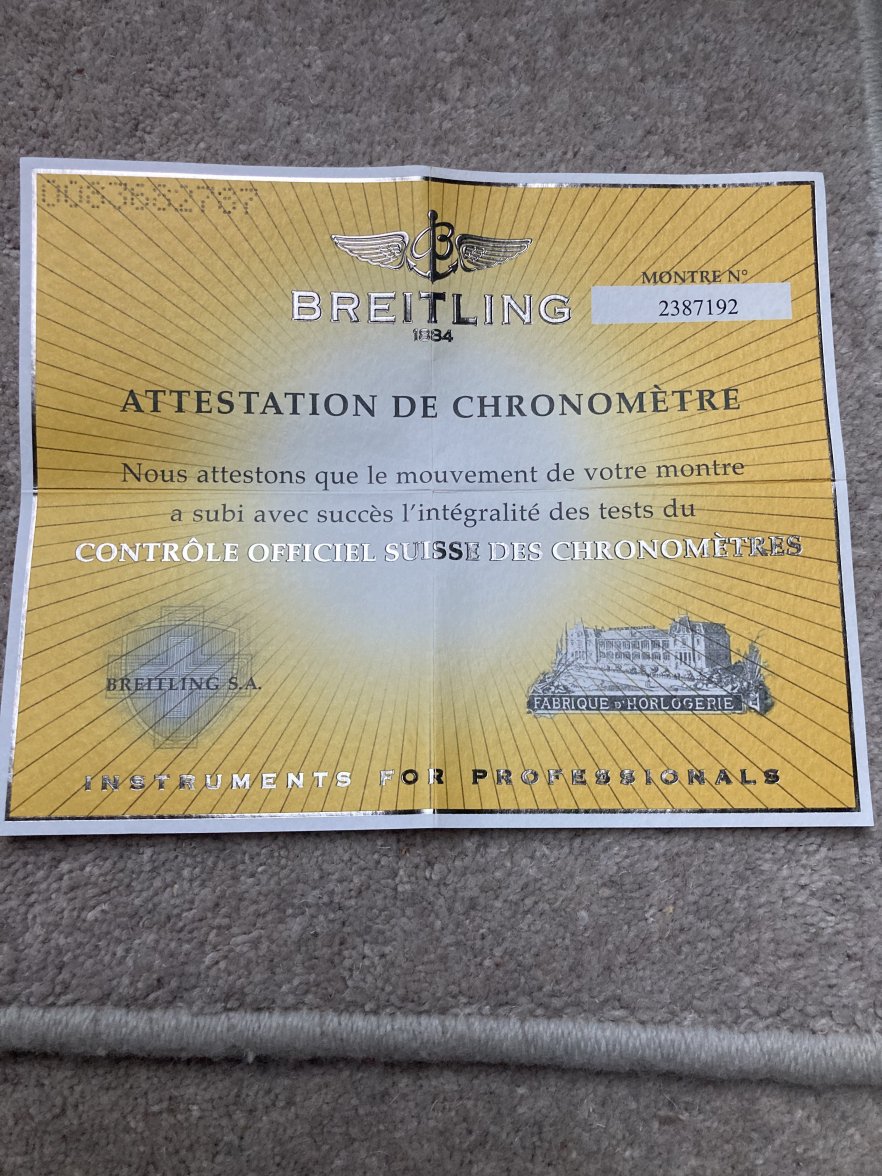 D083652797
B
BREITLING
1884
MONTRE N°
2387192
ATTESTATION DE CHRONOMÈTRE
Nous attestons que le mouvement de votre montre
a subi avec succès l'intégralité des tests du
CONTRÔLE OFFICIEL SUISSE DES CHRONOMÈTRES
BREITLING S.A.
FABRIQUE D'HORLOGERIE
INSTRUMENTS FOR PROFESSIONALS